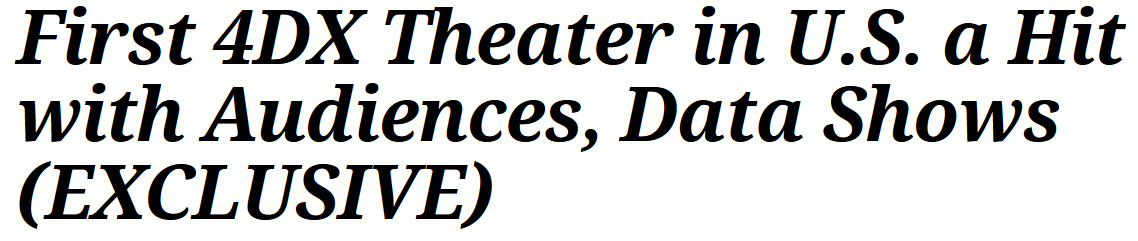 First 4DX Theater in U.S. a Hit
with Audiences, Data Shows
(EXCLUSIVE)